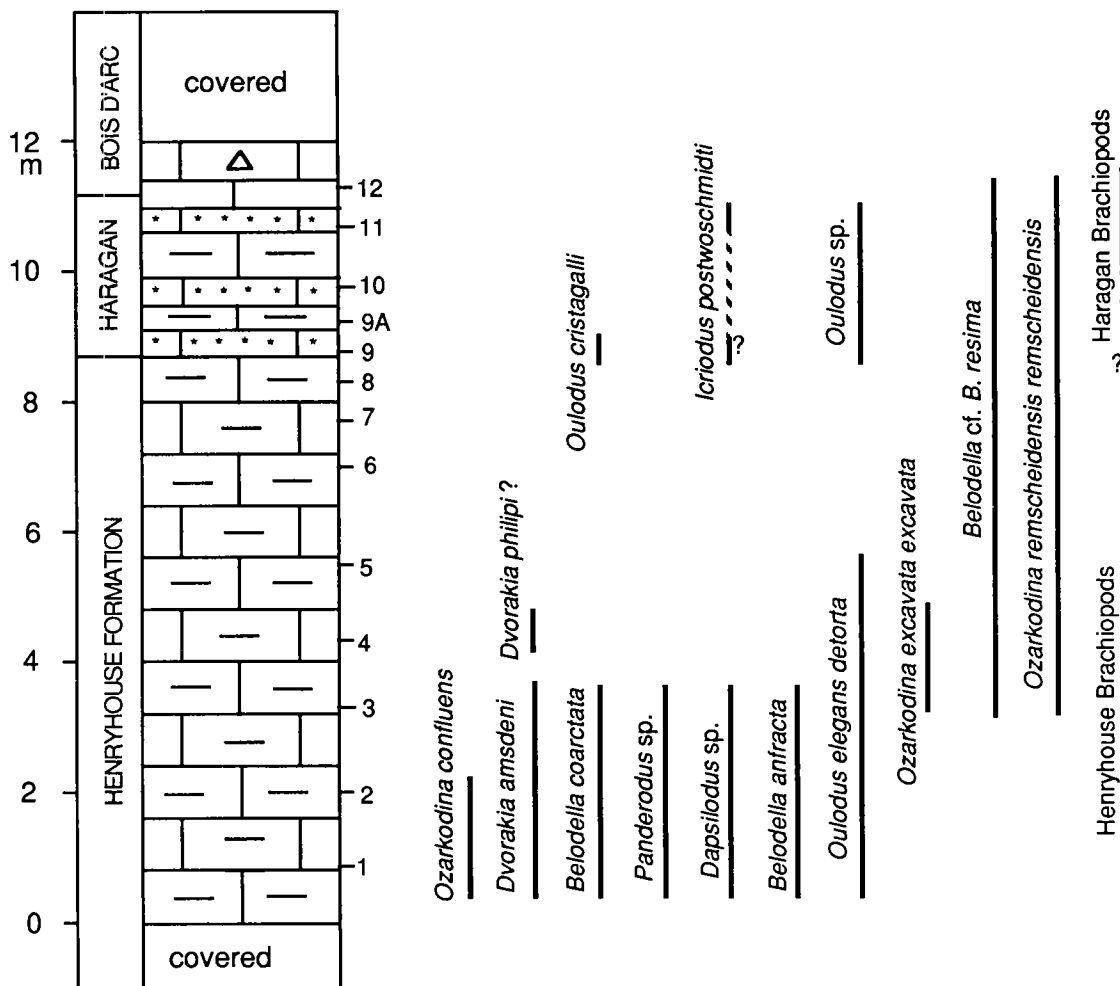 BOIS D'ARC
HARAGAN
HENRYHOUSE FORMATION
covered
covered
12
m
10
8
6
4
2
0
12
11
10
9A
9
8
7
6
5
4
3
2
1
Ozarkodina confluens
Dvorakia amsdeni
Dvorakia philipi ?
Belodella coarctata
Oulodus cristagalli
Panderodus sp.
Dapsilodus sp.
Icriodus postwoschmidti
?
Belodella anfracta
Oulodus elegans detorta
Oulodus sp.
Ozarkodina excavata excavata
Belodella cf. B. resima
Ozarkodina remscheidensis remscheidensis
Henryhouse Brachiopods
Haragan Brachiopods
?